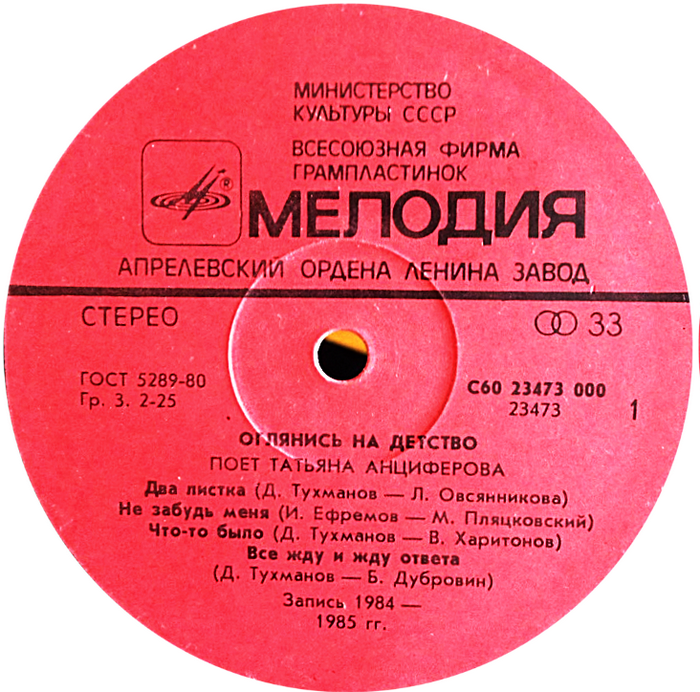 МИНИСТЕРСТВО
КУЛЬТУРЫ СССР
ВСЕСОЮЗНАЯ ФИРМА
ГРАМПЛАСТИНОК
®
МЕЛОДИЯ
АПРЕЛЕВСКИЙ ОРДЕНА ЛЕНИНА ЗАВОД
СТЕРЕО 33
ГОСТ 5289-80 С60 23473 000
Гр. 3. 2-25 23473 1
ОГЛЯНИСЬ НА ДЕТСТВО
ПОЕТ ТАТЬЯНА АНЦИФЕРОВА
Два листка (Д. Тухманов — Л. Овсянникова)
Не забудь меня (И. Ефремов — М. Пляцковский)
Что-то было (Д. Тухманов — В. Харитонов)
Все жду и жду ответа
(Д. Тухманов — Б. Дубровин)
Запись 1984 —
1985 гг.